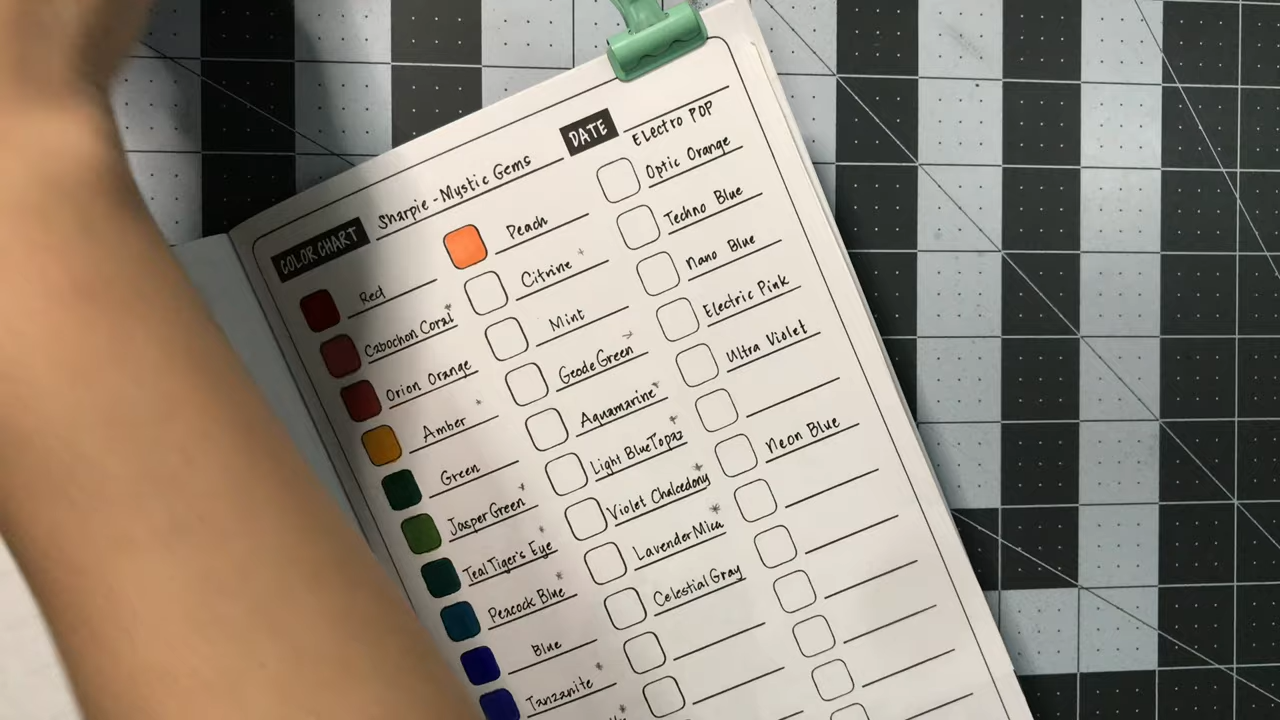 COLOR CHART Sharpie - Mystic Gems DATE
Red
Cabochon Coral*
Orion Orange
Amber *
Green
Jasper Green*
Teal Tiger's Eye*
Peacock Blue*
Blue
Tanzanite*
Peach
Citrine +
Mint
Geode Green*
Aquamarine*
Light Blue Topaz*
Violet Chalcedony*
Lavender Mica*
Celestial Gray
ELectro POP
Optic Orange
Techno Blue
Nano Blue
Electric Pink
Ultra Violet
Neon Blue